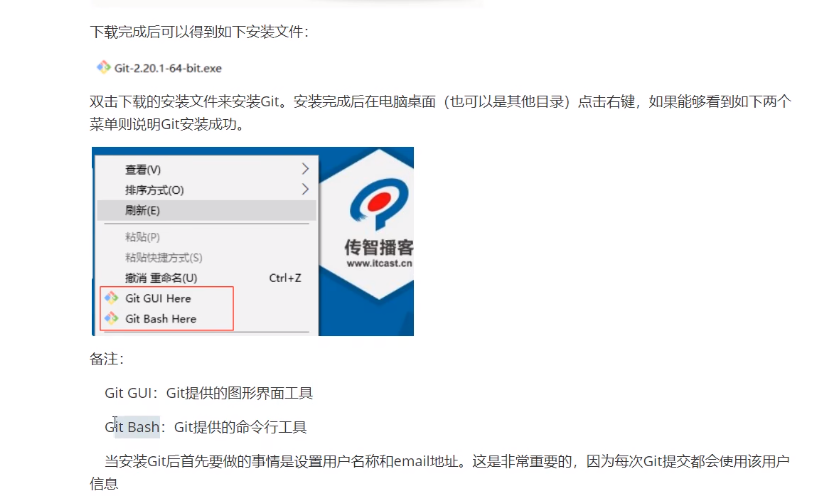 下载完成后可以得到如下安装文件：
Git-2.20.1-64-bit.exe
双击下载的安装文件来安装Git。安装完成后在电脑桌面（也可以是其他目录）点击右键，如果能够看到如下两个
菜单则说明Git安装成功。
查看(V)
排序方式(O)
刷新(E)
粘贴(P)
粘贴快捷方式(S)
撤消 重命名(U) Ctrl+Z
Git GUI Here
Git Bash Here
传智播客
www.itcast.cn
备注：
Git GUI：Git提供的图形界面工具
Git Bash：Git提供的命令行工具
当安装Git后首先要做的事情是设置用户名称和email地址。这是非常重要的，因为每次Git提交都会使用该用户
信息